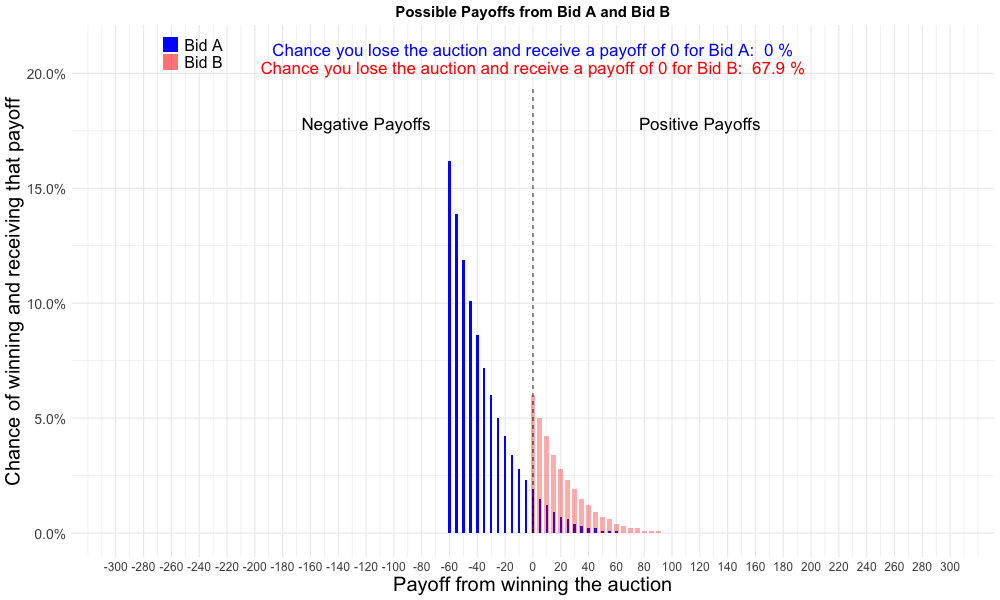 Possible Payoffs from Bid A and Bid B
Bid A
Bid B
Chance you lose the auction and receive a payoff of 0 for Bid A:  0 %
Chance you lose the auction and receive a payoff of 0 for Bid B:  67.9 %
Negative Payoffs
Positive Payoffs
Chance of winning and receiving that payoff
20.0%
15.0%
10.0%
5.0%
0.0%
-300 -280 -260 -240 -220 -200 -180 -160 -140 -120 -100 -80 -60 -40 -20 0 20 40 60 80 100 120 140 160 180 200 220 240 260 280 300
Payoff from winning the auction